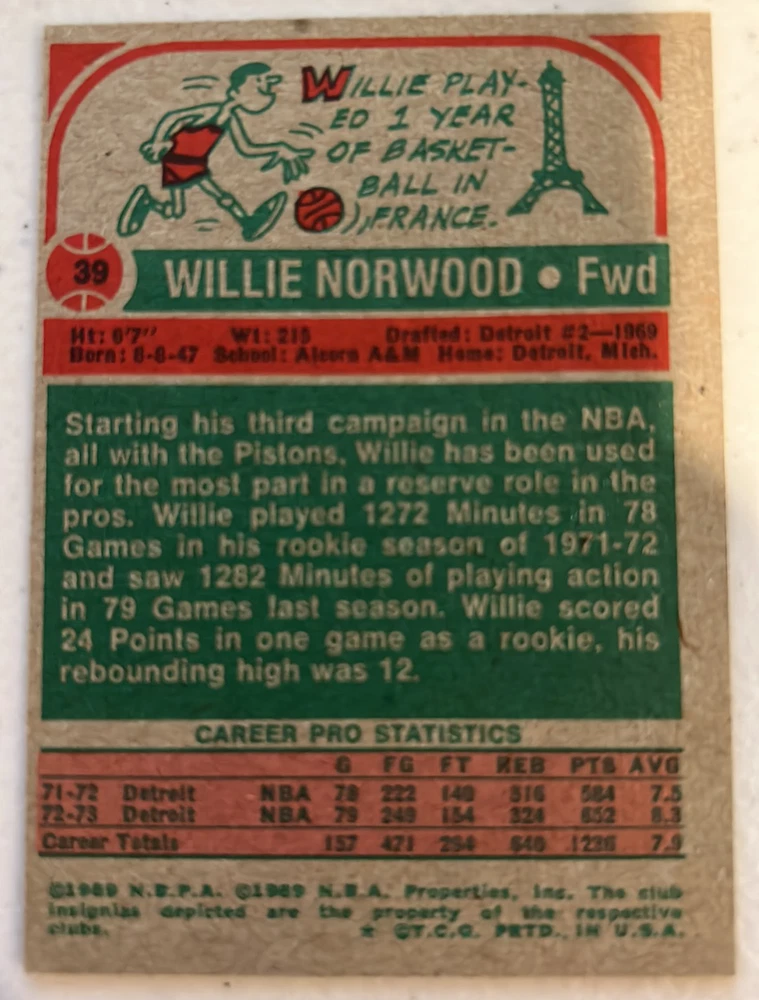 WILLIE PLAY-
ED 1 YEAR
OF BASKET-
BALL IN
FRANCE.
39 WILLIE NORWOOD • Fwd
Ht: 6'7" Wt: 215 Drafted: Detroit #2—1969
Born: 8-8-47 School: Alcorn A&M Home: Detroit, Mich.
Starting his third campaign in the NBA,
all with the Pistons, Willie has been used
for the most part in a reserve role in the
pros. Willie played 1272 Minutes in 78
Games in his rookie season of 1971-72
and saw 1282 Minutes of playing action
in 79 Games last season. Willie scored
24 Points in one game as a rookie, his
rebounding high was 12.
CAREER PRO STATISTICS
G FG FT REB PTS AVG
71-72 Detroit NBA 78 222 140 316 584 7.5
72-73 Detroit NBA 79 249 154 324 652 8.3
Career Totals 157 471 294 640 1236 7.9
©1969 N.B.P.A. ©1969 N.B.A. Properties, Inc. The club
insignias depicted are the property of the respective
clubs. ★ ©T.C.G. PRTD. IN U.S.A.